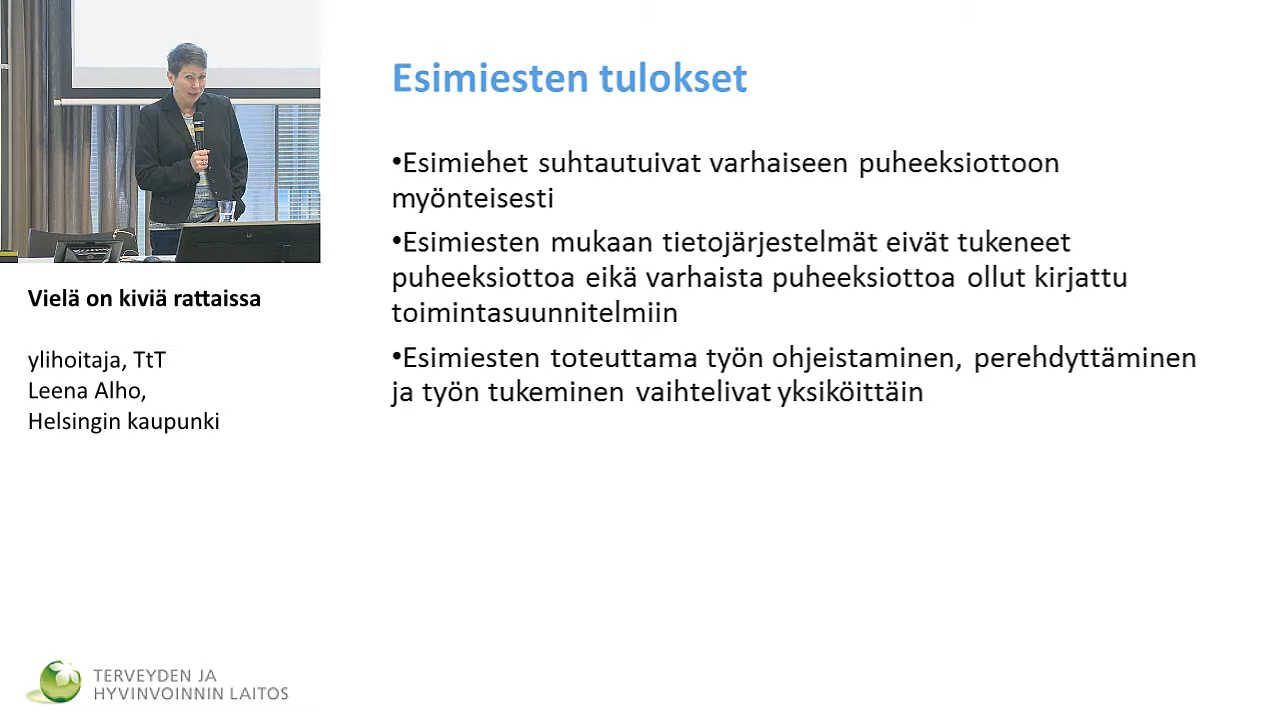 Esimiesten tulokset
•Esimiehet suhtautuivat varhaiseen puheeksiottoon
myönteisesti
•Esimiesten mukaan tietojärjestelmät eivät tukeneet
puheeksiottoa eikä varhaista puheeksiottoa ollut kirjattu
toimintasuunnitelmiin
•Esimiesten toteuttama työn ohjeistaminen, perehdyttäminen
ja työn tukeminen vaihtelivat yksiköittäin
Vielä on kiviä rattaissa
ylihoitaja, TtT
Leena Alho,
Helsingin kaupunki
TERVEYDEN JA
HYVINVOINNIN LAITOS